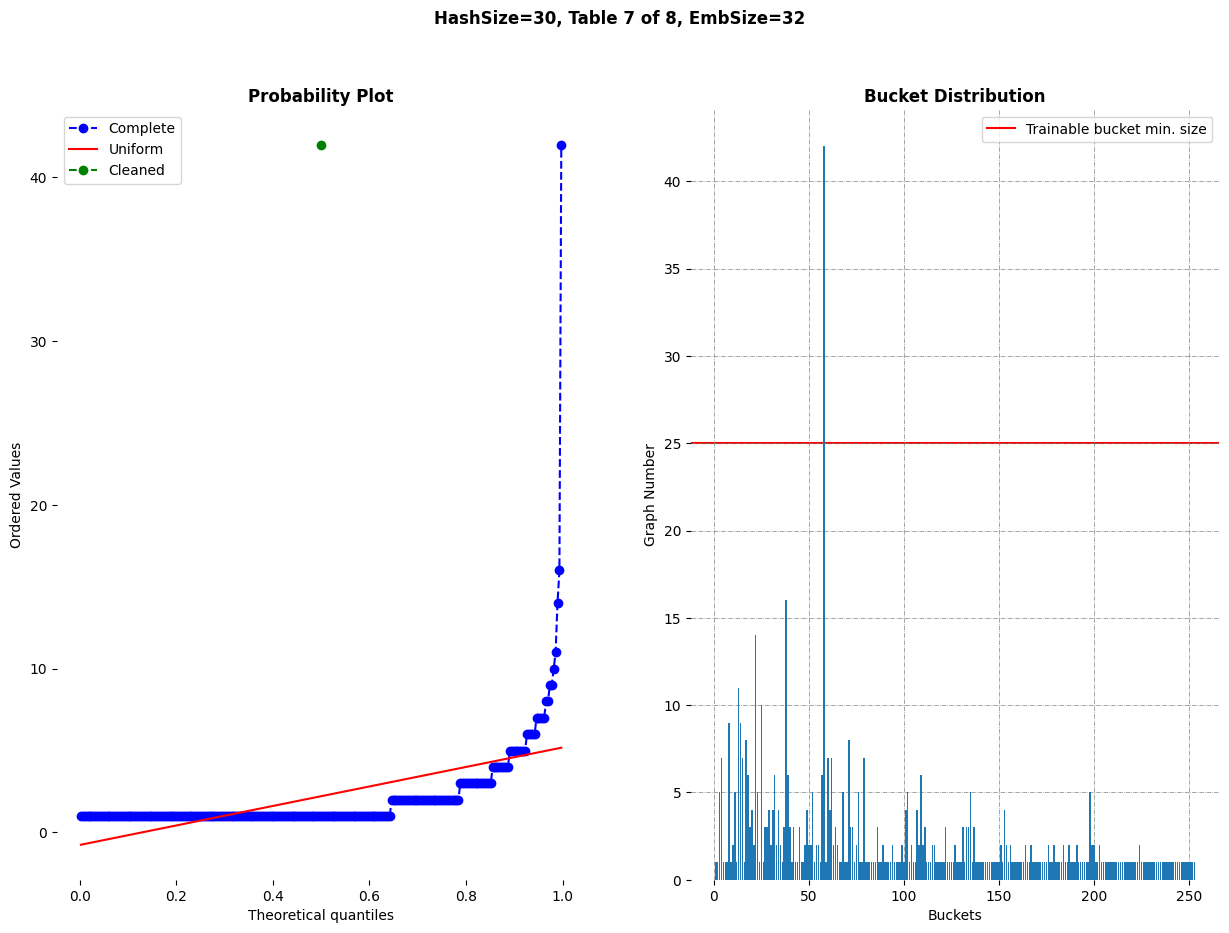 HashSize=30, Table 7 of 8, EmbSize=32
Probability Plot
Complete
Uniform
Cleaned
Ordered Values
40
30
20
10
0
0.0 0.2 0.4 0.6 0.8 1.0
Theoretical quantiles
Bucket Distribution
Trainable bucket min. size
Graph Number
40
35
30
25
20
15
10
5
0
0 50 100 150 200 250
Buckets